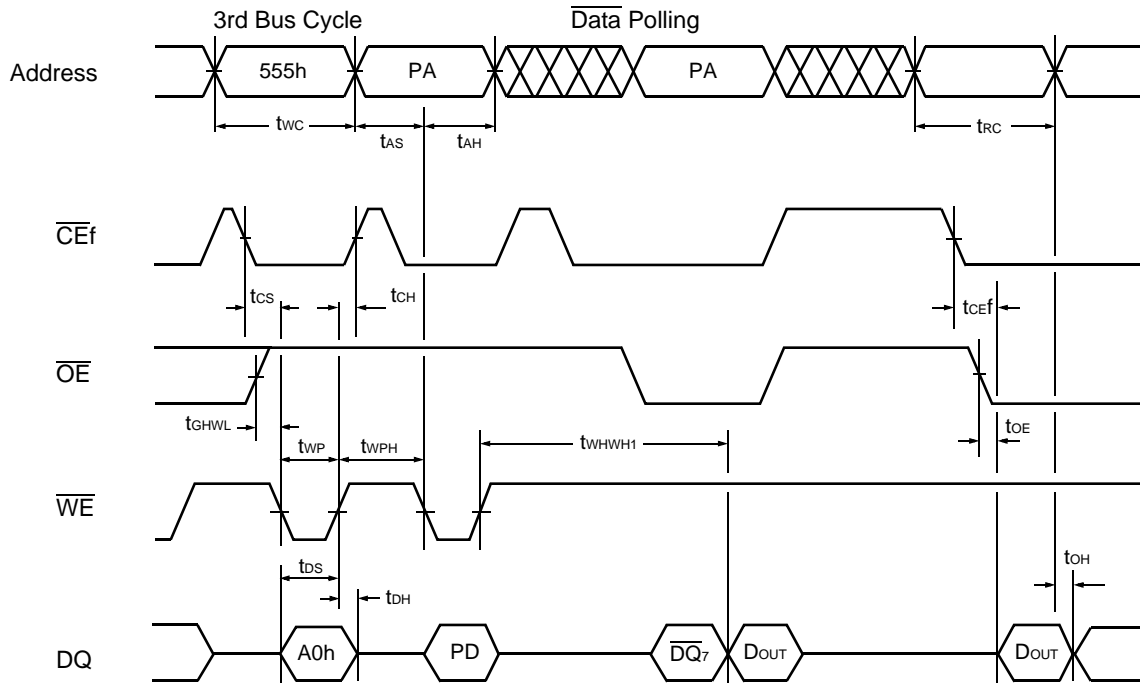 3rd Bus Cycle
Data Polling
Address
555h
PA
PA
tWC
tAS
tAH
tRC
CEf
tCS
tCH
tCEf
OE
tGHWL
tWP
tWPH
tWHWH1
tOE
WE
tDS
tDH
tOH
DQ
A0h
PD
DQ7
DOUT
DOUT